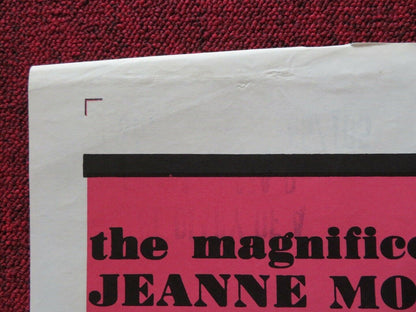 the magnifice
JEANNE MO